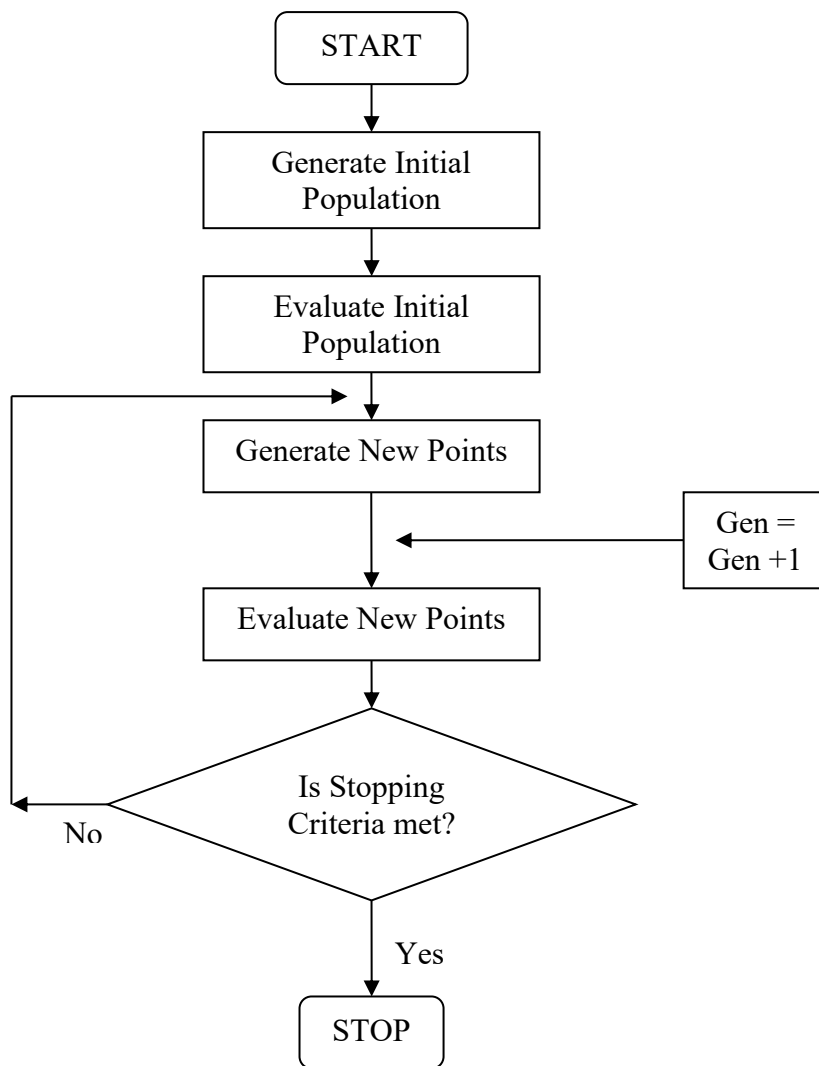 START
Generate Initial
Population
Evaluate Initial
Population
Generate New Points
Gen =
Gen +1
Evaluate New Points
Is Stopping
Criteria met?
No
Yes
STOP